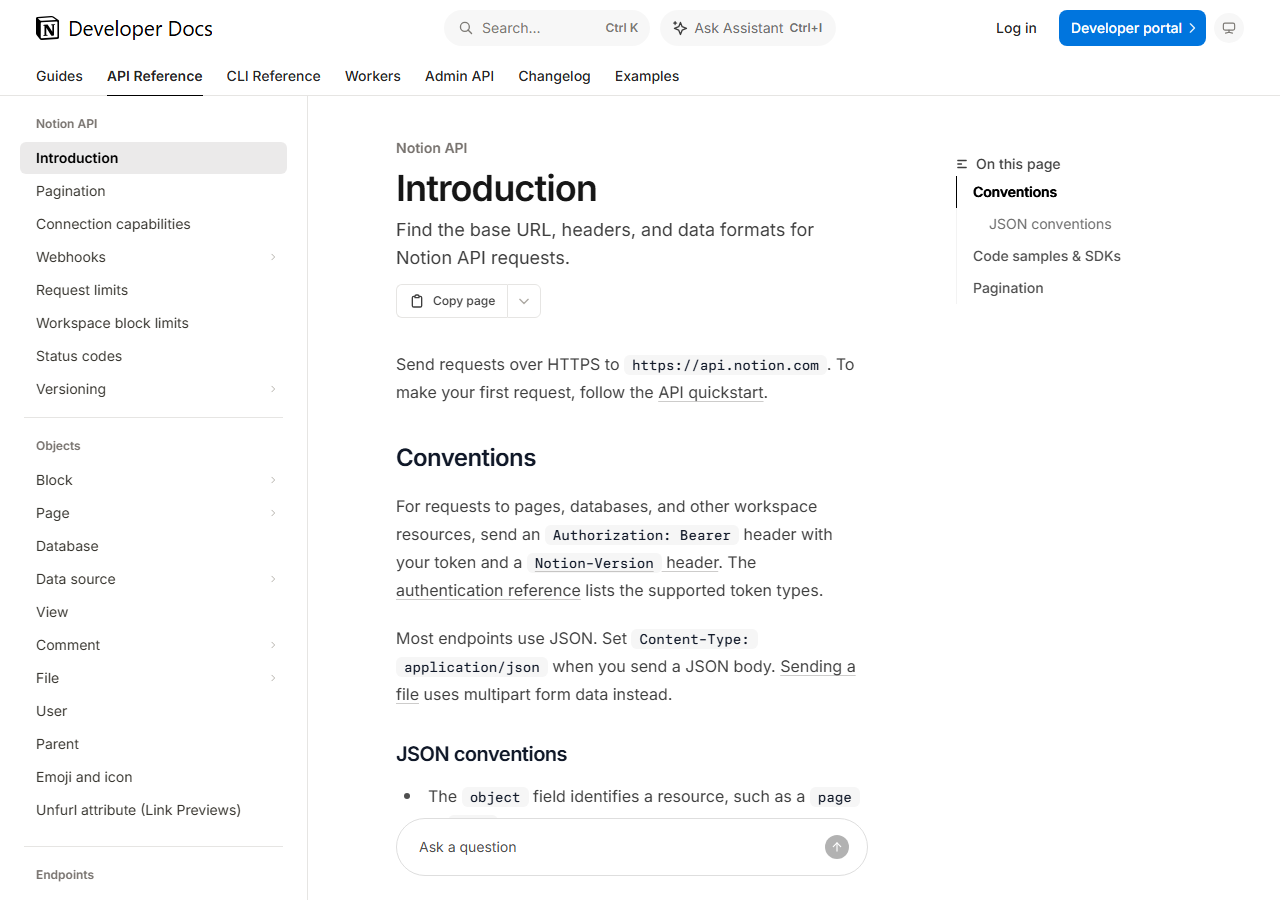 Developer Docs
Search...
Ctrl K
Ask Assistant
Ctrl+I
Log in
Developer portal
Guides
API Reference
CLI Reference
Workers
Admin API
Changelog
Examples
Notion API
Introduction
Pagination
Connection capabilities
Webhooks
Request limits
Workspace block limits
Status codes
Versioning
Objects
Block
Page
Database
Data source
View
Comment
File
User
Parent
Emoji and icon
Unfurl attribute (Link Previews)
Endpoints
Notion API
Introduction
Find the base URL, headers, and data formats for
Notion API requests.
Copy page
Send requests over HTTPS to https://api.notion.com. To
make your first request, follow the API quickstart.
Conventions
For requests to pages, databases, and other workspace
resources, send an Authorization: Bearer header with
your token and a Notion-Version header. The
authentication reference lists the supported token types.
Most endpoints use JSON. Set Content-Type:
application/json when you send a JSON body. Sending a
file uses multipart form data instead.
JSON conventions
• The object field identifies a resource, such as a page
Ask a question
On this page
Conventions
JSON conventions
Code samples & SDKs
Pagination